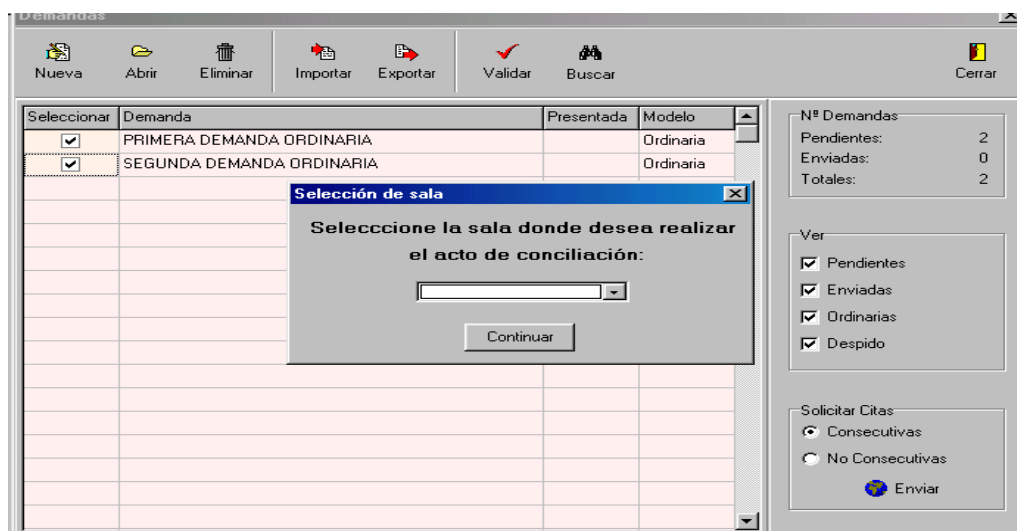 Demandas
Nueva Abrir Eliminar Importar Exportar Validar Buscar Cerrar
Seleccionar Demanda Presentada Modelo
PRIMERA DEMANDA ORDINARIA Ordinaria
SEGUNDA DEMANDA ORDINARIA Ordinaria
Selección de sala
Selecccione la sala donde desea realizar
el acto de conciliación:
Continuar
Nº Demandas
Pendientes: 2
Enviadas: 0
Totales: 2
Ver
Pendientes
Enviadas
Ordinarias
Despido
Solicitar Citas
Consecutivas
No Consecutivas
Enviar